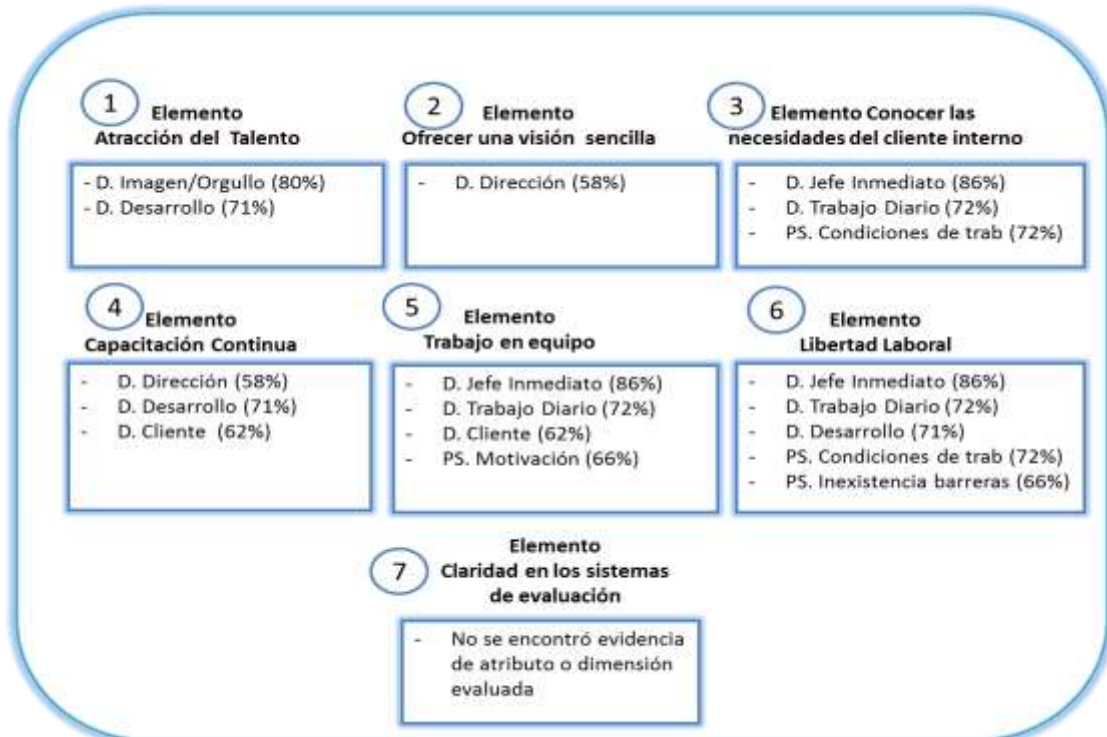 1
Elemento
Atracción del Talento
- D. Imagen/Orgullo (80%)
- D. Desarrollo (71%)
2
Elemento
Ofrecer una visión sencilla
- D. Dirección (58%)
3
Elemento Conocer las
necesidades del cliente interno
- D. Jefe Inmediato (86%)
- D. Trabajo Diario (72%)
- PS. Condiciones de trab (72%)
4
Elemento
Capacitación Continua
- D. Dirección (58%)
- D. Desarrollo (71%)
- D. Cliente (62%)
5
Elemento
Trabajo en equipo
- D. Jefe Inmediato (86%)
- D. Trabajo Diario (72%)
- D. Cliente (62%)
- PS. Motivación (66%)
6
Elemento
Libertad Laboral
- D. Jefe Inmediato (86%)
- D. Trabajo Diario (72%)
- D. Desarrollo (71%)
- PS. Condiciones de trab (72%)
- PS. Inexistencia barreras (66%)
7
Elemento
Claridad en los sistemas
de evaluación
- No se encontró evidencia
de atributo o dimensión
evaluada